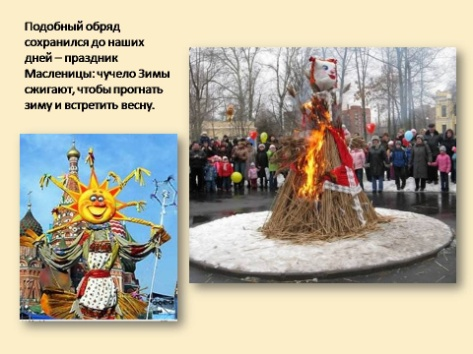 Подобный обряд
сохранился до наших
дней – праздник
Масленицы: чучело Зимы
сжигают, чтобы прогнать
зиму и встретить весну.